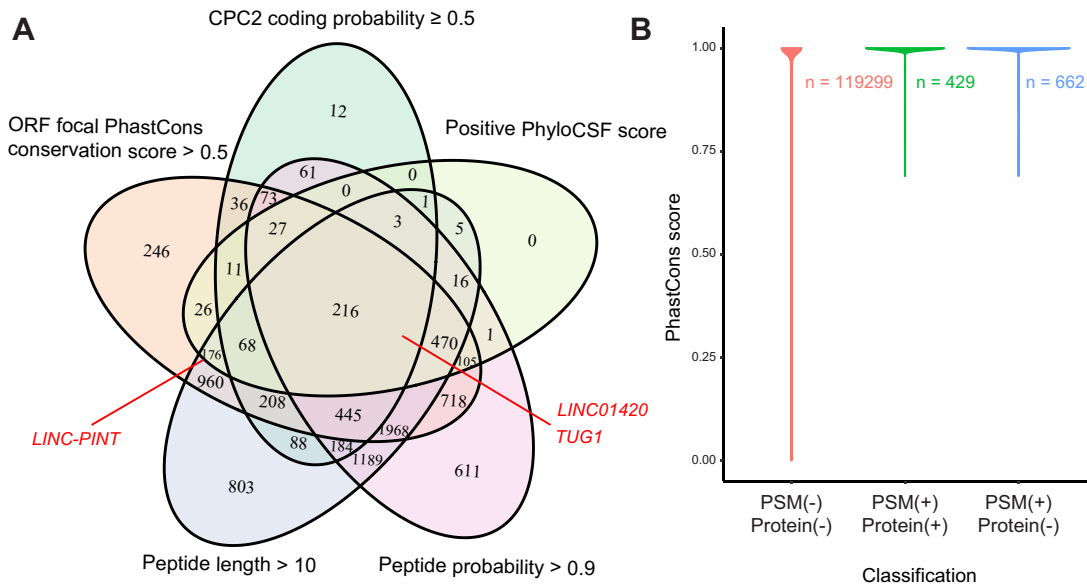 A
CPC2 coding probability ≥ 0.5
ORF focal PhastCons
conservation score > 0.5
Positive PhyloCSF score
12
61
0
0
36
73
27
3
1
5
0
246
11
16
26
216
1
68
470
176
105
960
208
445
718
1968
88
184
1189
803
611
LINC-PINT
LINC01420
TUG1
Peptide length > 10
Peptide probability > 0.9
B
PhastCons score
1.00
0.75
0.50
0.25
0.00
n = 119299
n = 429
n = 662
PSM(-)
Protein(-)
PSM(+)
Protein(+)
PSM(+)
Protein(-)
Classification